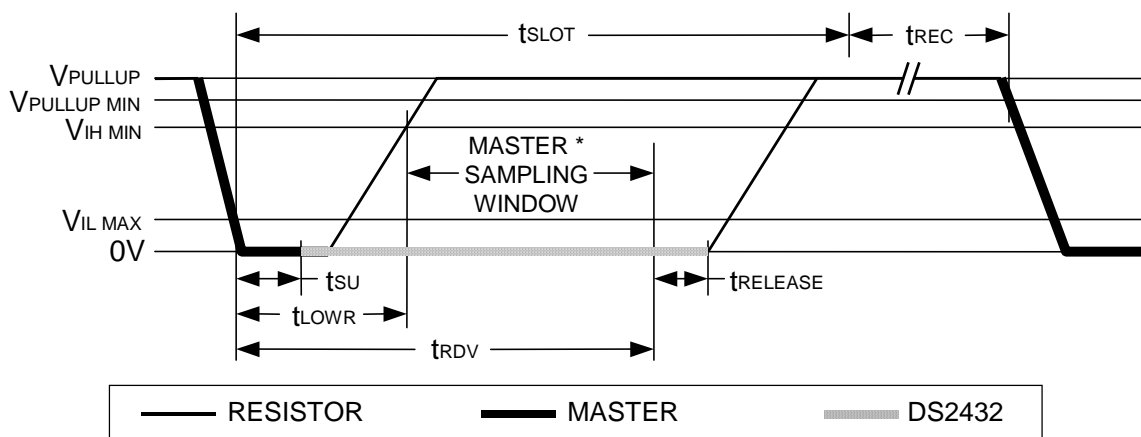 tSLOT
tREC
VPULLUP
VPULLUP MIN
VIH MIN
MASTER *
SAMPLING
WINDOW
VIL MAX
0V
tSU
tRELEASE
tLOWR
tRDV
RESISTOR MASTER DS2432